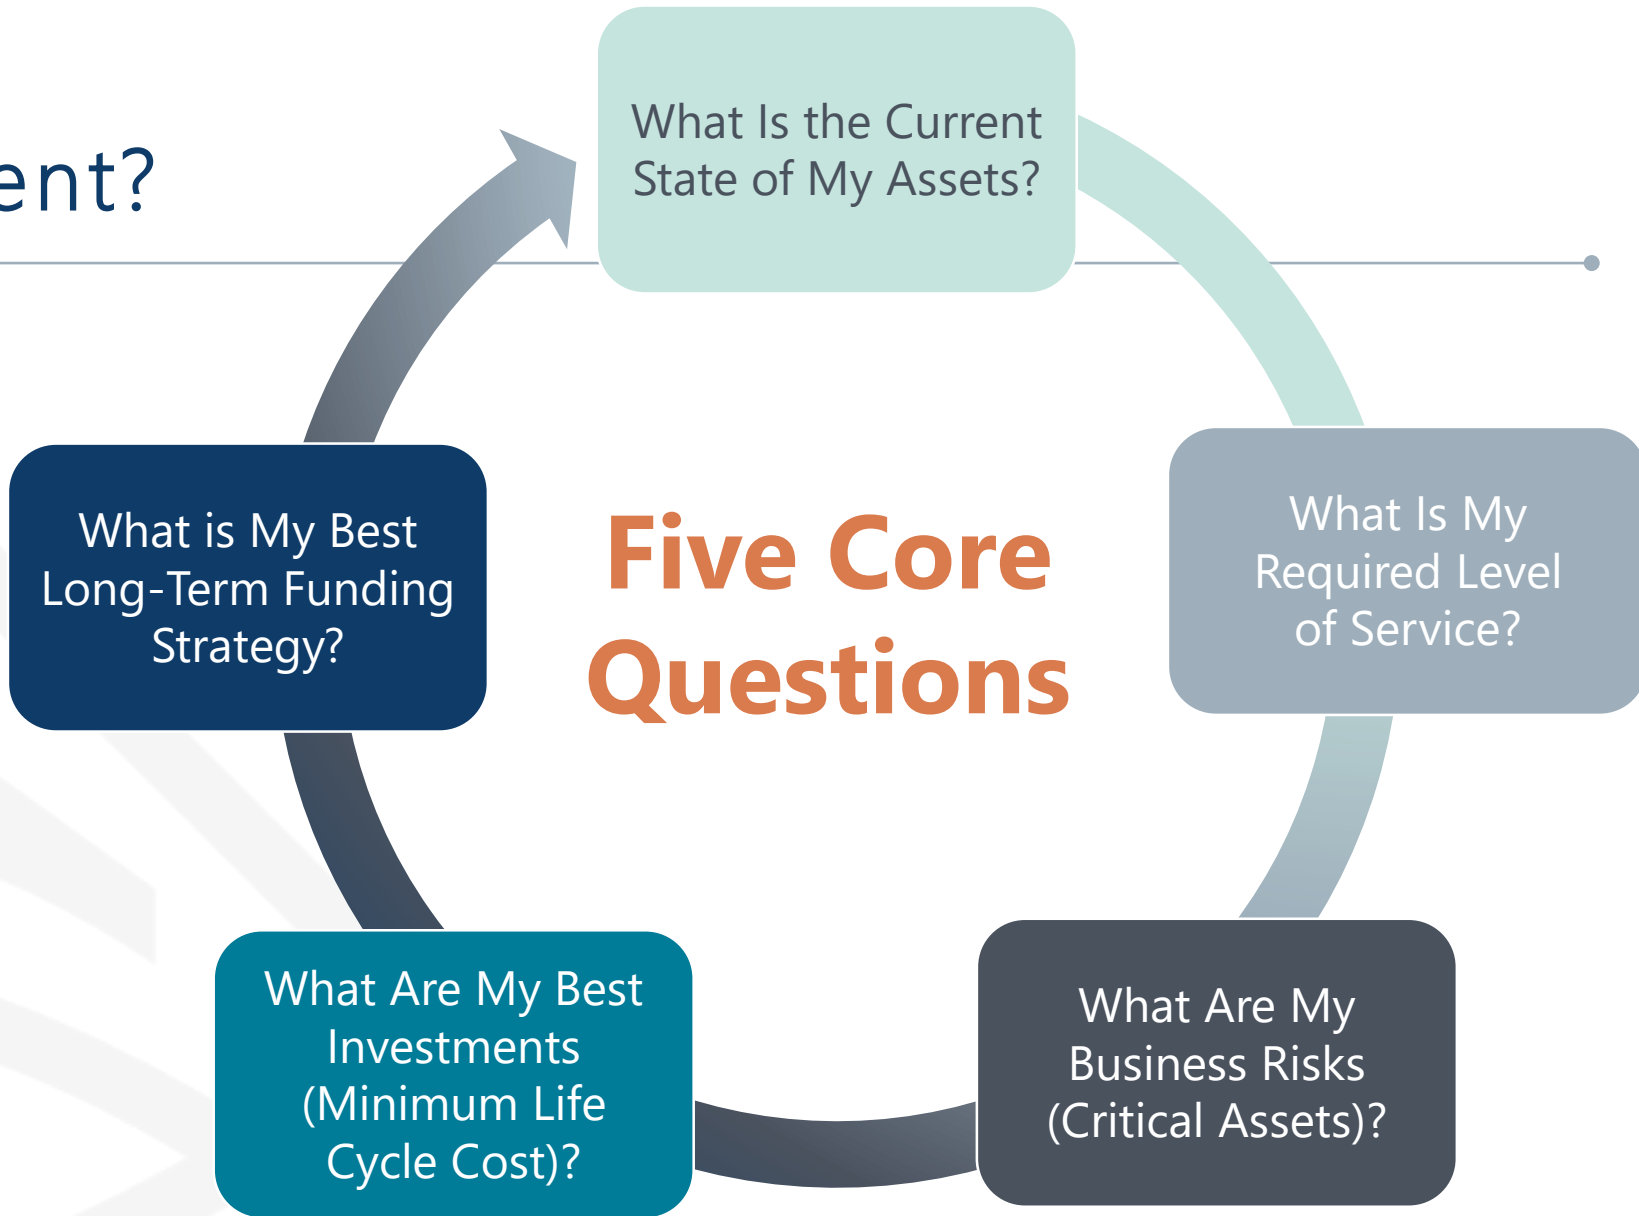 ent?
What Is the Current
State of My Assets?
What Is My
Required Level
of Service?
What Are My
Business Risks
(Critical Assets)?
What Are My Best
Investments
(Minimum Life
Cycle Cost)?
What is My Best
Long-Term Funding
Strategy?
Five Core
Questions